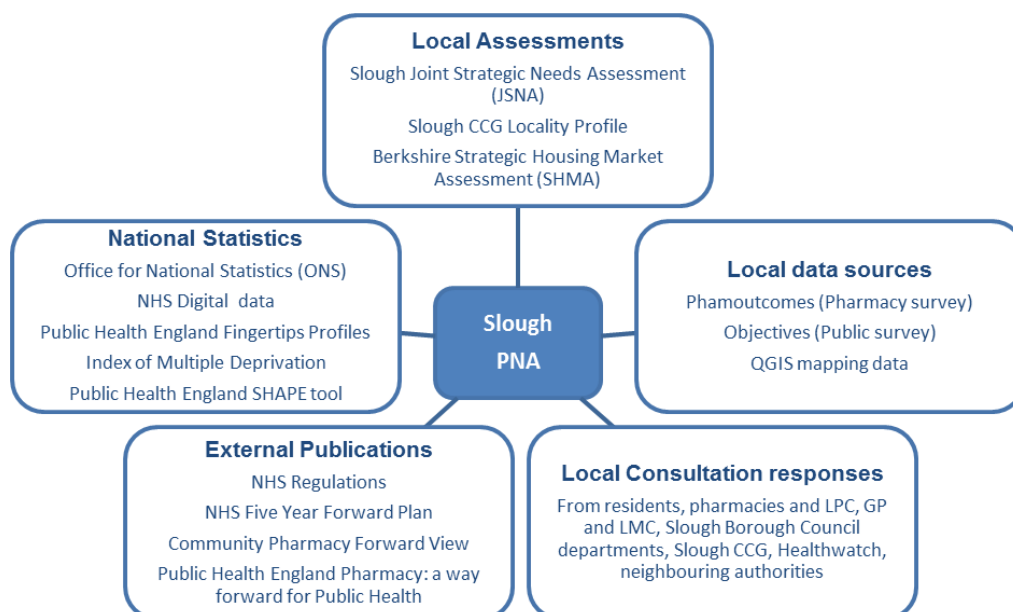 Local Assessments
Slough Joint Strategic Needs Assessment
(JSNA)
Slough CCG Locality Profile
Berkshire Strategic Housing Market
Assessment (SHMA)
National Statistics
Office for National Statistics (ONS)
NHS Digital data
Public Health England Fingertips Profiles
Index of Multiple Deprivation
Public Health England SHAPE tool
Slough
PNA
Local data sources
Phamoutcomes (Pharmacy survey)
Objectives (Public survey)
QGIS mapping data
External Publications
NHS Regulations
NHS Five Year Forward Plan
Community Pharmacy Forward View
Public Health England Pharmacy: a way
forward for Public Health
Local Consultation responses
From residents, pharmacies and LPC, GP
and LMC, Slough Borough Council
departments, Slough CCG, Healthwatch,
neighbouring authorities